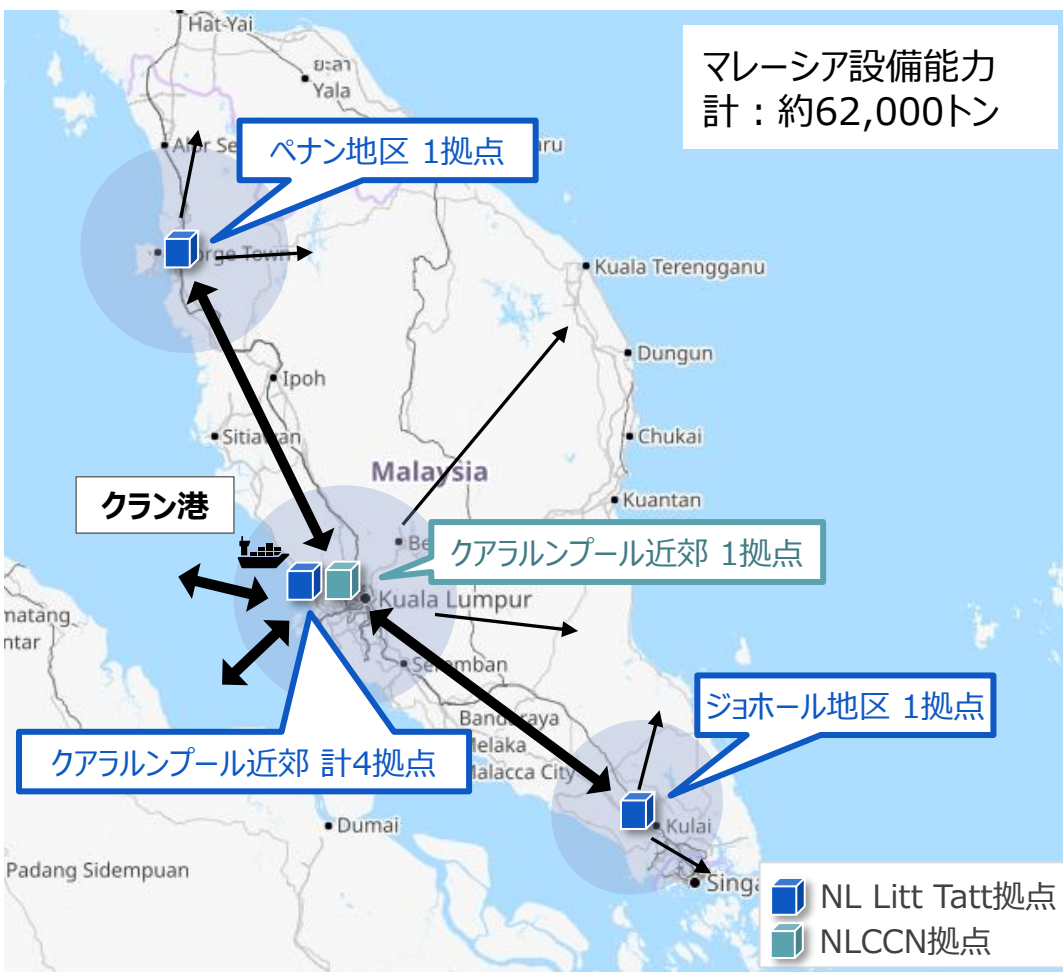 Hat-Yai
ยะลา
Yala
マレーシア設備能力
計：約62,000トン
ペナン地区 1拠点
Kuala Terengganu
Dungun
Ipoh
Chukai
Malaysia
Kuantan
クラン港
クアラルンプール近郊 1拠点
Kuala Lumpur
ジョホール地区 1拠点
クアラルンプール近郊 計4拠点
Malacca City
Dumai
Kulai
Padang Sidempuan
NL Litt Tatt拠点
NLCCN拠点